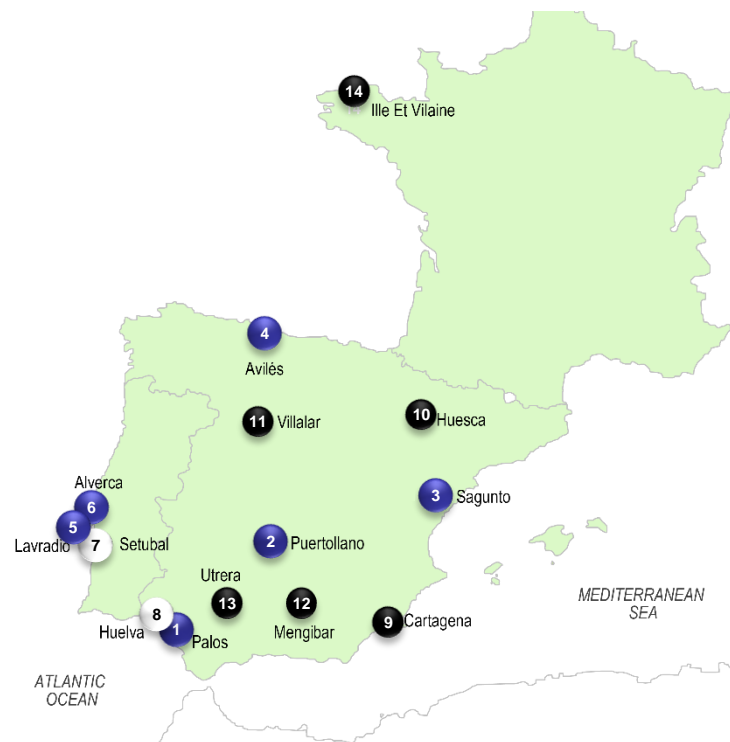 14
Ille Et Vilaine
4
Avilés
10
Huesca
11
Villalar
Alverca
6
3
Sagunto
5
Lavradio
7
Setubal
2
Puertollano
Utrera
13
12
Mengibar
MEDITERRANEAN
SEA
8
Huelva
1
Palos
9
Cartagena
ATLANTIC
OCEAN